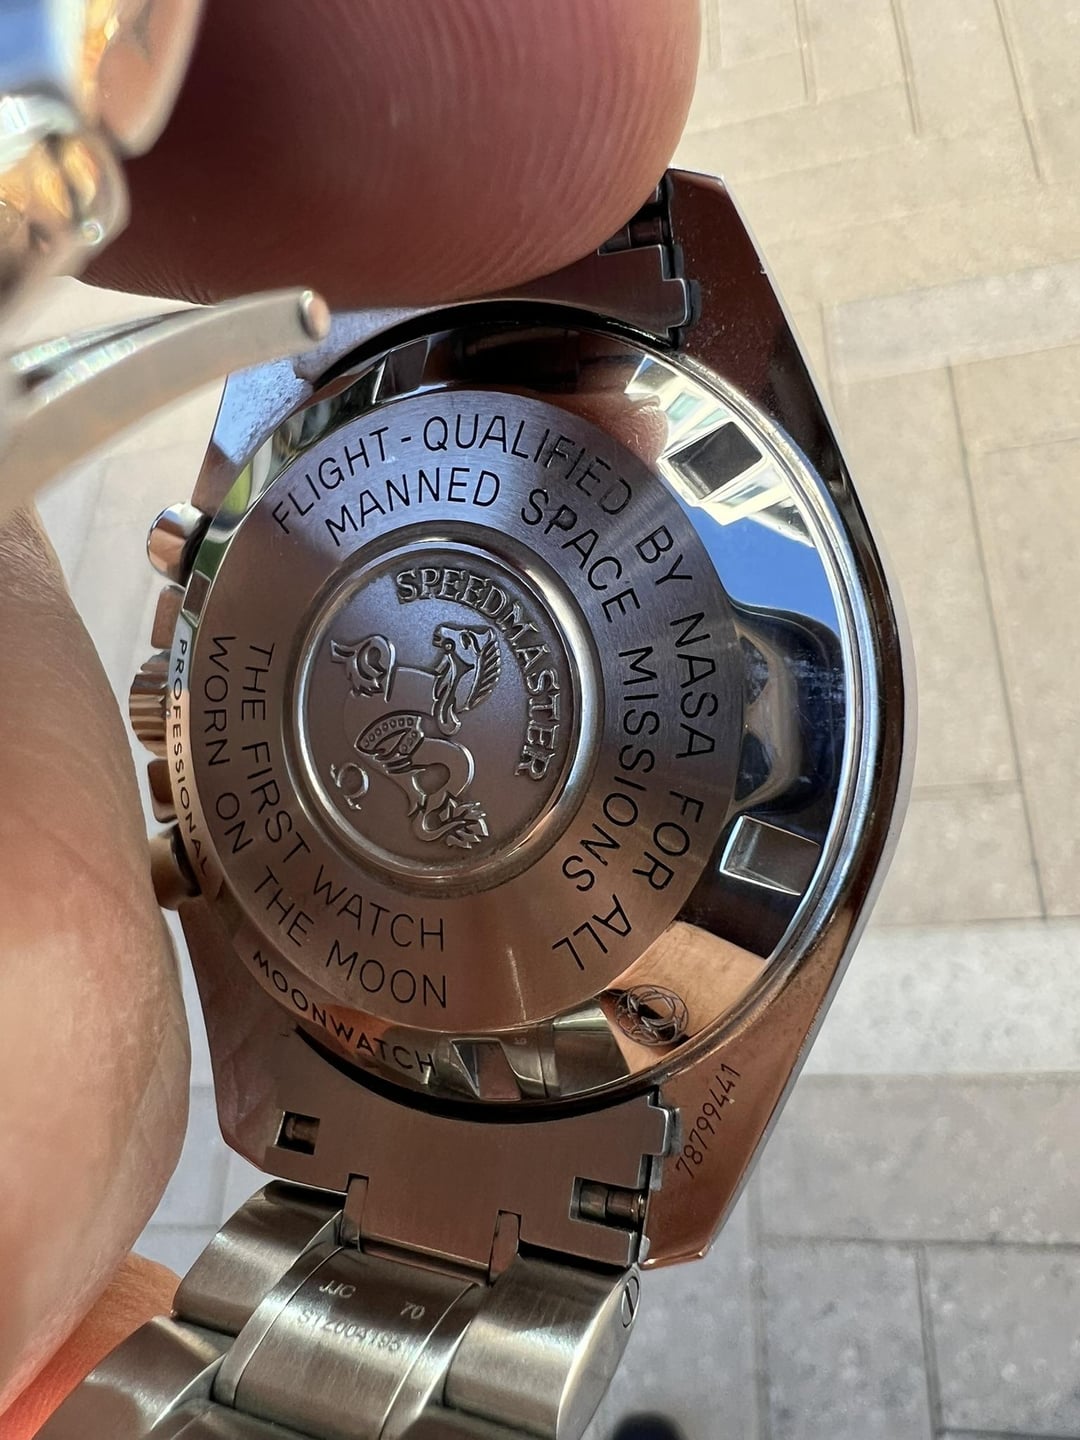 FLIGHT-QUALIFIED BY NASA FOR ALL
MANNED SPACE MISSIONS
SPEEDMASTER
THE FIRST WATCH
WORN ON THE MOON
PROFESSIONAL
MOONWATCH
78799441
JJC 70